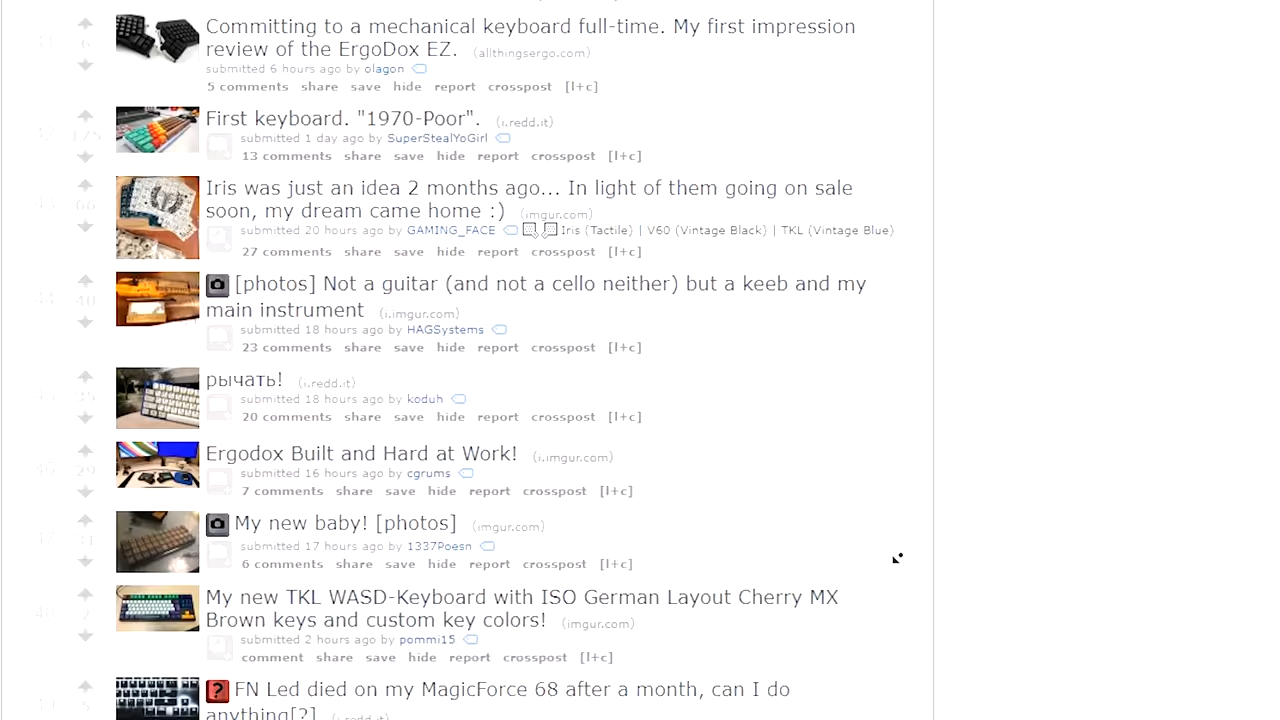 Committing to a mechanical keyboard full-time. My first impression
review of the ErgoDox EZ. (allthingsergo.com)
submitted 6 hours ago by olagon
5 comments share save hide report crosspost [l+c]
First keyboard. "1970-Poor". (i.redd.it)
submitted 1 day ago by SuperStealYoGirl
13 comments share save hide report crosspost [l+c]
Iris was just an idea 2 months ago... In light of them going on sale
soon, my dream came home :) (imgur.com)
submitted 20 hours ago by GAMING_FACE Iris (Tactile) | V60 (Vintage Black) | TKL (Vintage Blue)
27 comments share save hide report crosspost [l+c]
[photos] Not a guitar (and not a cello neither) but a keeb and my
main instrument (i.imgur.com)
submitted 18 hours ago by HAGSystems
23 comments share save hide report crosspost [l+c]
рычать! (i.redd.it)
submitted 18 hours ago by koduh
20 comments share save hide report crosspost [l+c]
Ergodox Built and Hard at Work! (i.imgur.com)
submitted 16 hours ago by cgrums
7 comments share save hide report crosspost [l+c]
My new baby! [photos] (imgur.com)
submitted 17 hours ago by 1337Poesn
6 comments share save hide report crosspost [l+c]
My new TKL WASD-Keyboard with ISO German Layout Cherry MX
Brown keys and custom key colors! (imgur.com)
submitted 2 hours ago by pommi15
comment share save hide report crosspost [l+c]
? FN Led died on my MagicForce 68 after a month, can I do
anything[?] (i.redd.it)